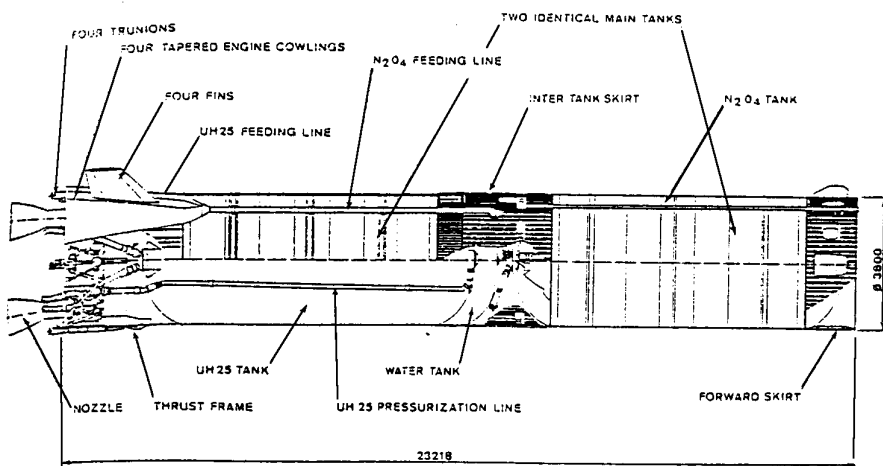 FOUR TRUNIONS
FOUR TAPERED ENGINE COWLINGS
TWO IDENTICAL MAIN TANKS
N₂O₄ FEEDING LINE
FOUR FINS
INTER TANK SKIRT
N₂O₄ TANK
UH25 FEEDING LINE
Ø 3800
UH25 TANK
WATER TANK
FORWARD SKIRT
NOZZLE
THRUST FRAME
UH 25 PRESSURIZATION LINE
23218